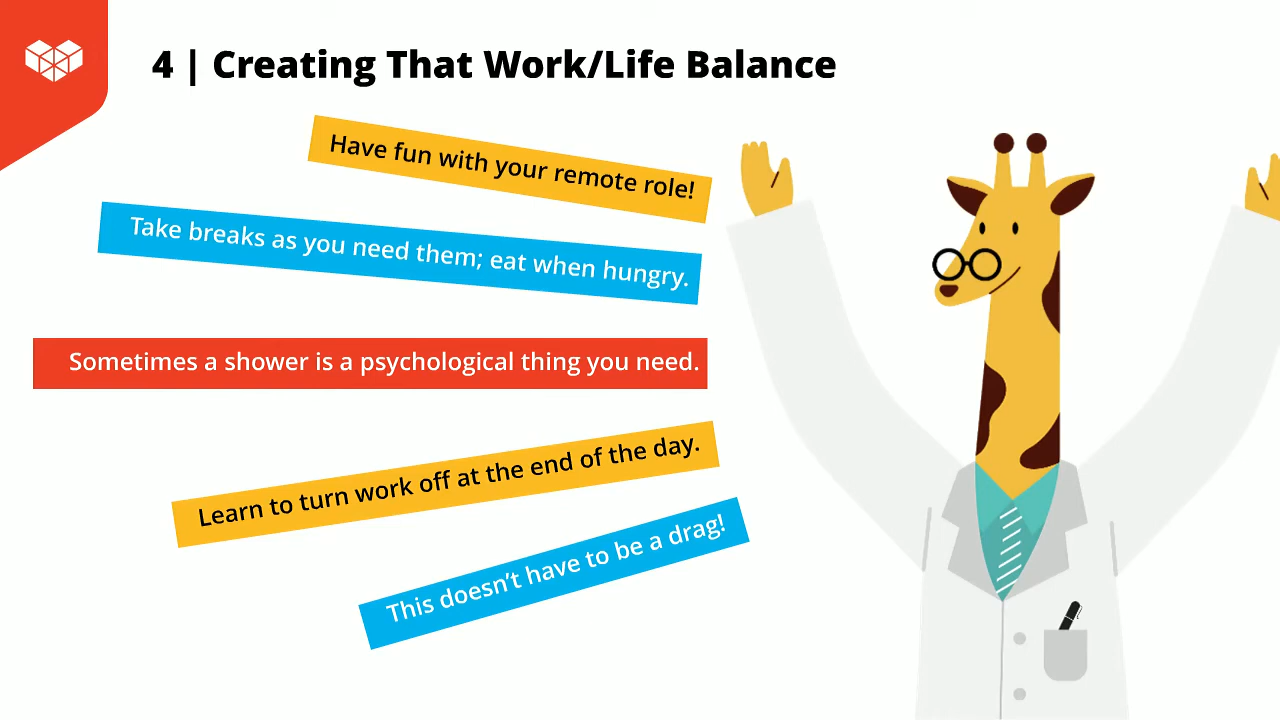 4 | Creating That Work/Life Balance
Have fun with your remote role!
Take breaks as you need them; eat when hungry.
Sometimes a shower is a psychological thing you need.
Learn to turn work off at the end of the day.
This doesn’t have to be a drag!